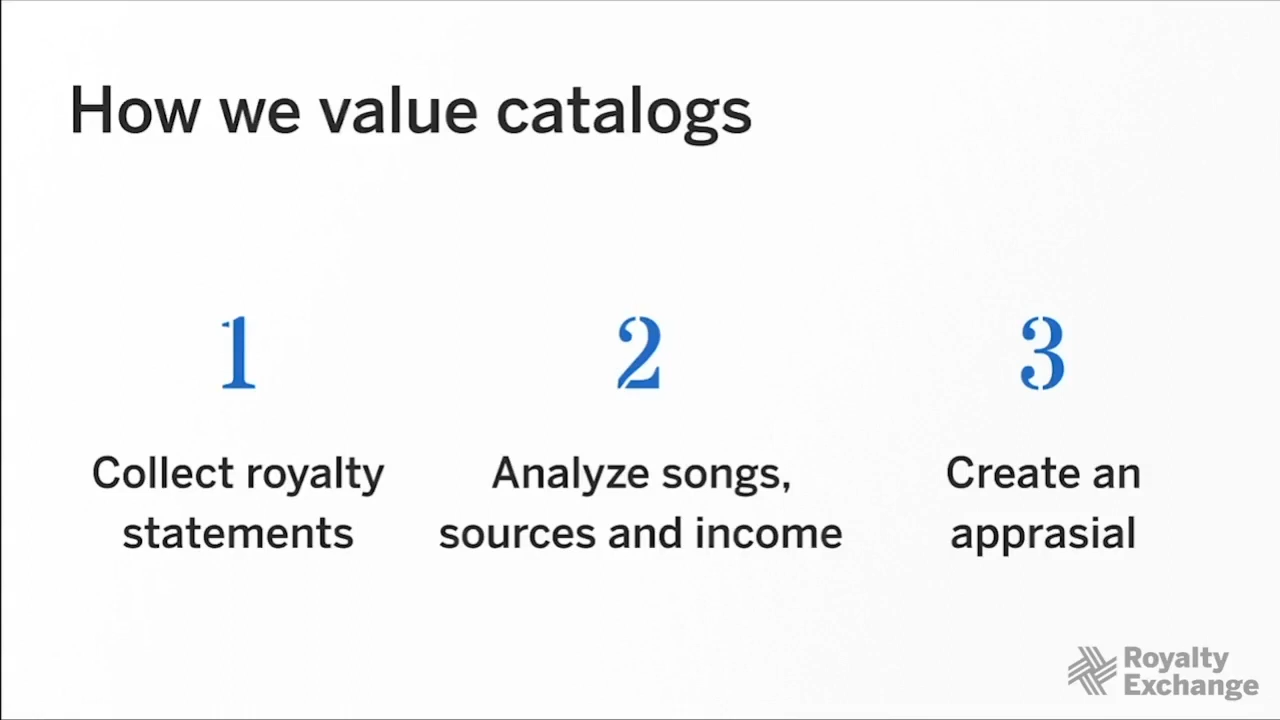 How we value catalogs
1
Collect royalty
statements
2
Analyze songs,
sources and income
3
Create an
apprasial
Royalty
Exchange